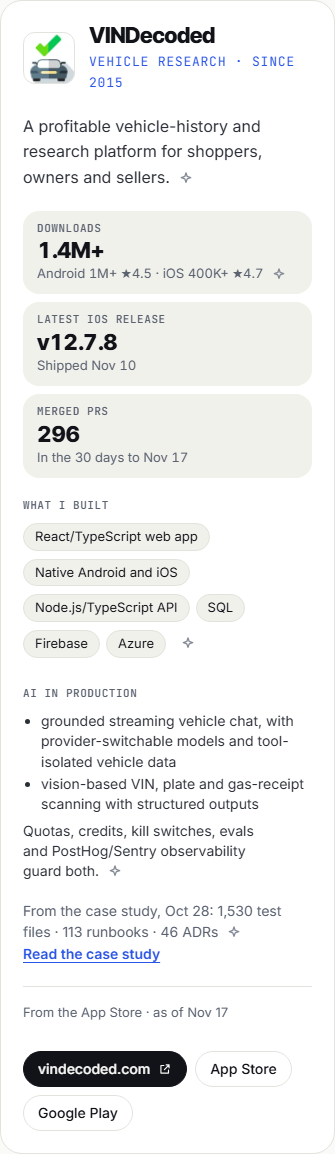 VINDecoded
VEHICLE RESEARCH · SINCE
2015
A profitable vehicle-history and
research platform for shoppers,
owners and sellers.
DOWNLOADS
1.4M+
Android 1M+ ★4.5 · iOS 400K+ ★4.7
LATEST IOS RELEASE
v12.7.8
Shipped Nov 10
MERGED PRS
296
In the 30 days to Nov 17
WHAT I BUILT
React/TypeScript web app
Native Android and iOS
Node.js/TypeScript API SQL
Firebase Azure
AI IN PRODUCTION
• grounded streaming vehicle chat, with
provider-switchable models and tool-
isolated vehicle data
• vision-based VIN, plate and gas-receipt
scanning with structured outputs
Quotas, credits, kill switches, evals
and PostHog/Sentry observability
guard both.
From the case study, Oct 28: 1,530 test
files · 113 runbooks · 46 ADRs
Read the case study
From the App Store · as of Nov 17
vindecoded.com App Store
Google Play